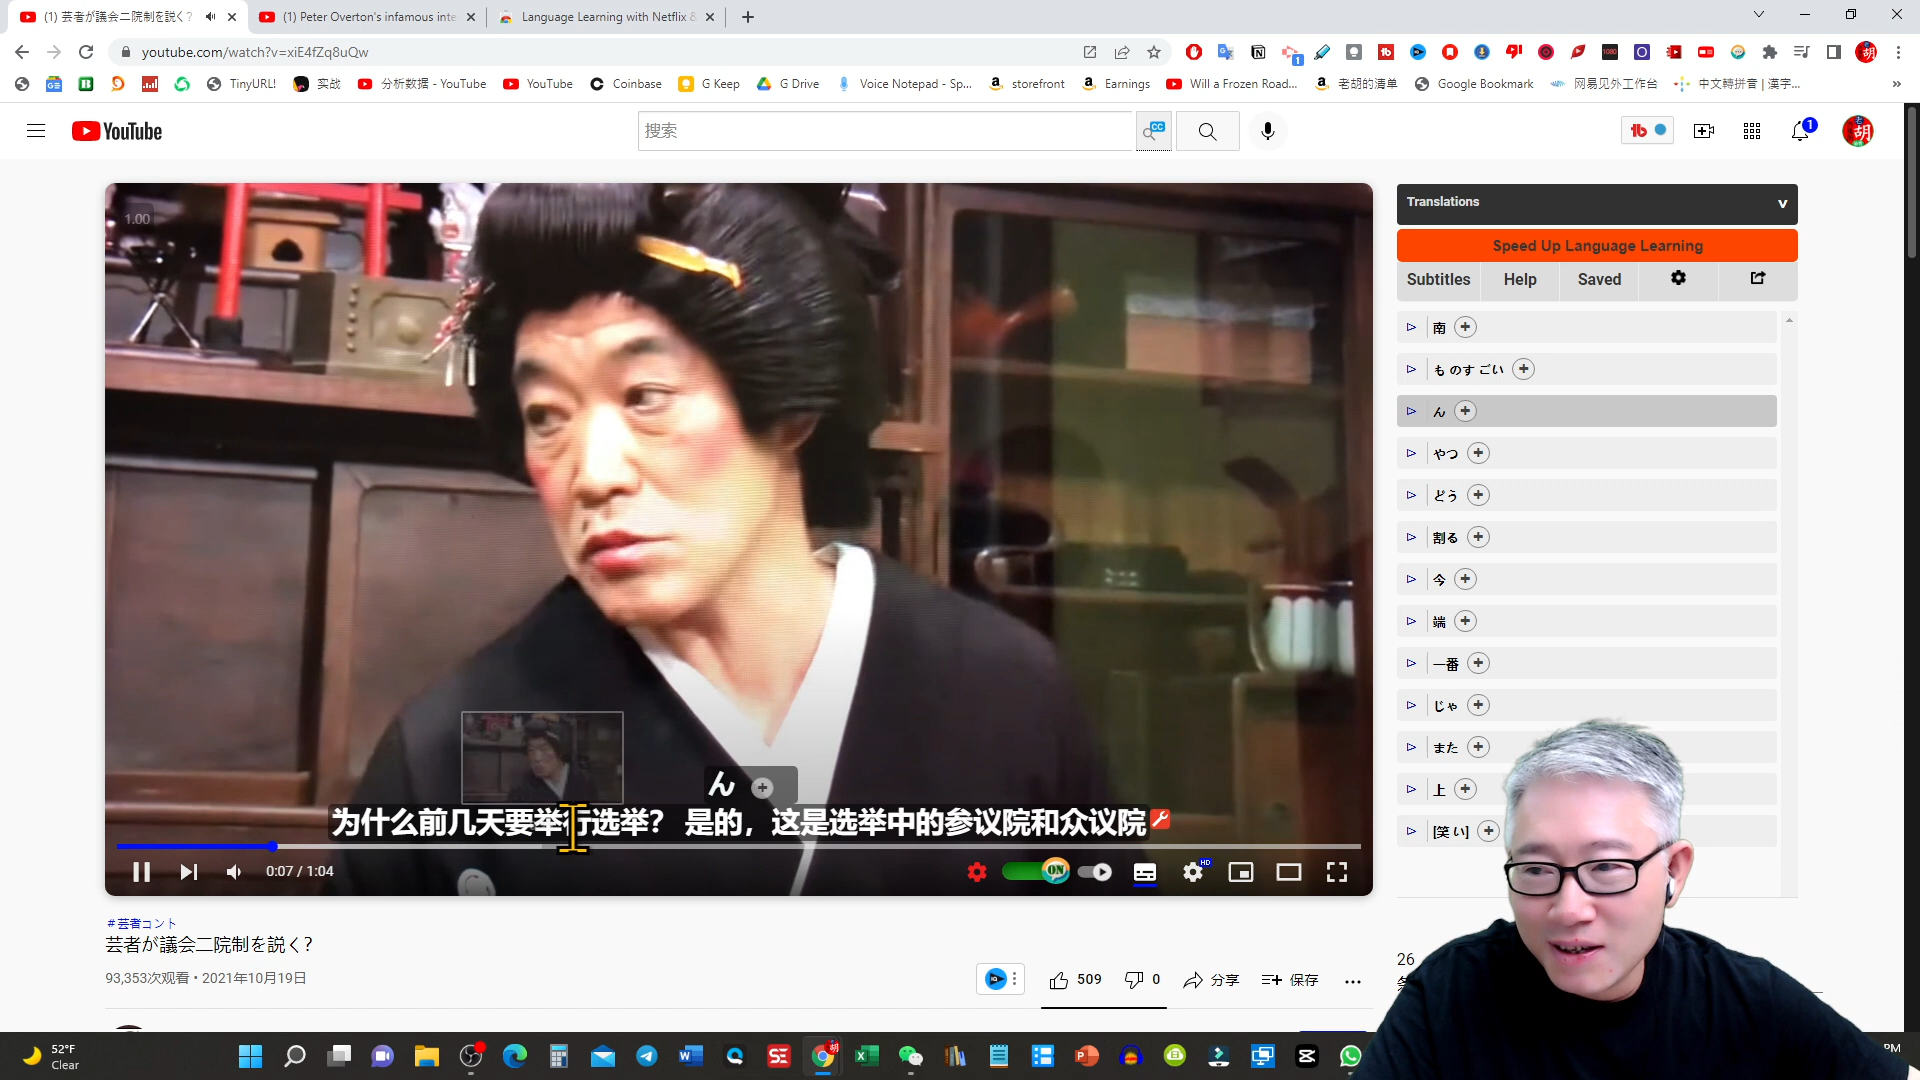 (1) 芸者が議会二院制を説く?
(1) Peter Overton's infamous inte
Language Learning with Netflix &
youtube.com/watch?v=xiE4fZq8uQw
TinyURL!
实战
分析数据 - YouTube
YouTube
Coinbase
G Keep
G Drive
Voice Notepad - Sp...
storefront
Earnings
Will a Frozen Road...
老胡的清单
Google Bookmark
网易见外工作台
中文轉拼音 | 漢字...
YouTube
搜索
CC
1
胡
1.00
Translations
v
Speed Up Language Learning
Subtitles
Help
Saved
南
も のす ごい
ん
やつ
どう
割る
今
端
一番
じゃ
また
上
[笑 い]
ん
为什么前几天要举行选举? 是的，这是选举中的参议院和众议院
0:07 / 1:04
ON
HD
#芸者コント
芸者が議会二院制を説く?
93,353次观看 • 2021年10月19日
509
0
分享
保存
26
52°F
Clear
PM